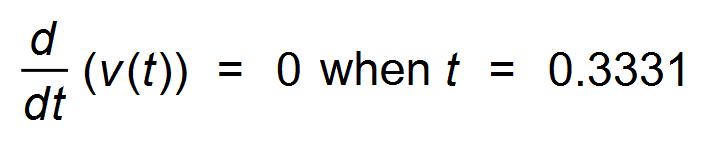 d/dt (v(t)) = 0 when t = 0.3331